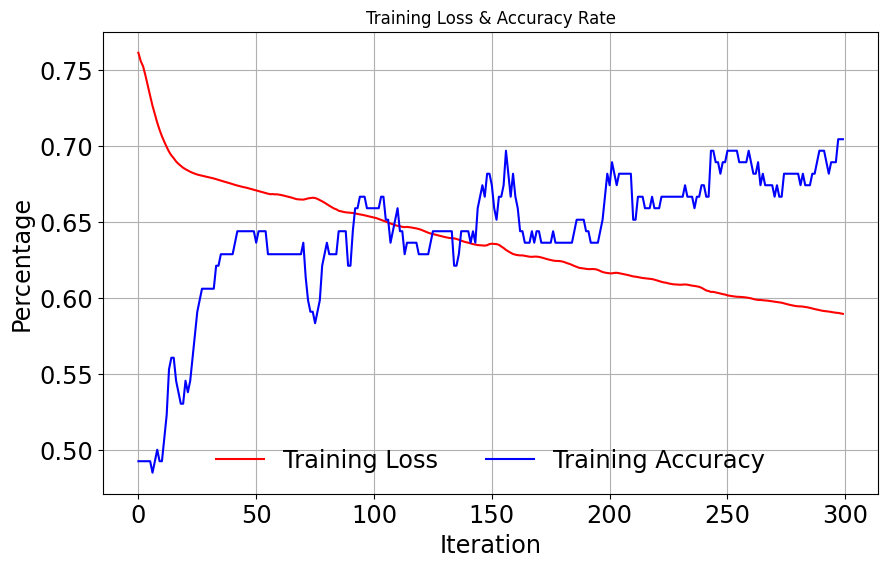 Training Loss & Accuracy Rate
Percentage
0.75
0.70
0.65
0.60
0.55
0.50
Training Loss
Training Accuracy
0
50
100
150
200
250
300
Iteration